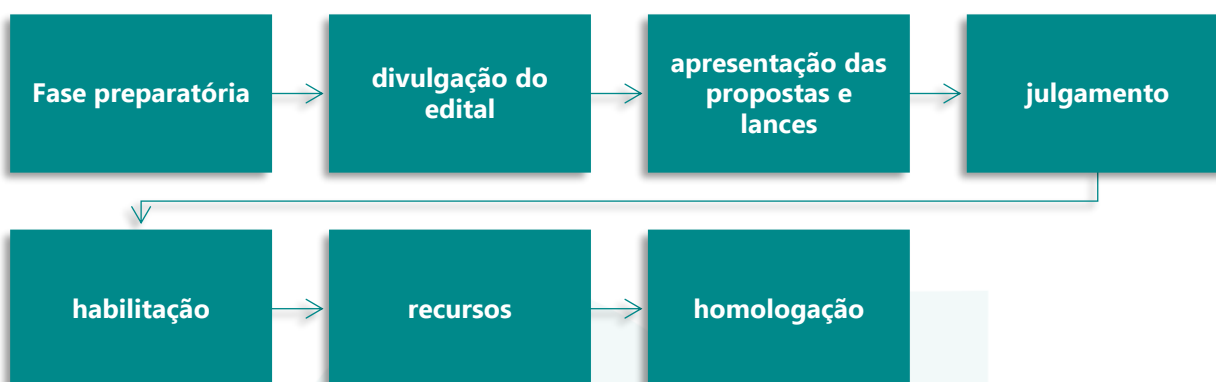 Fase preparatória
divulgação do
edital
apresentação das
propostas e
lances
julgamento
habilitação
recursos
homologação